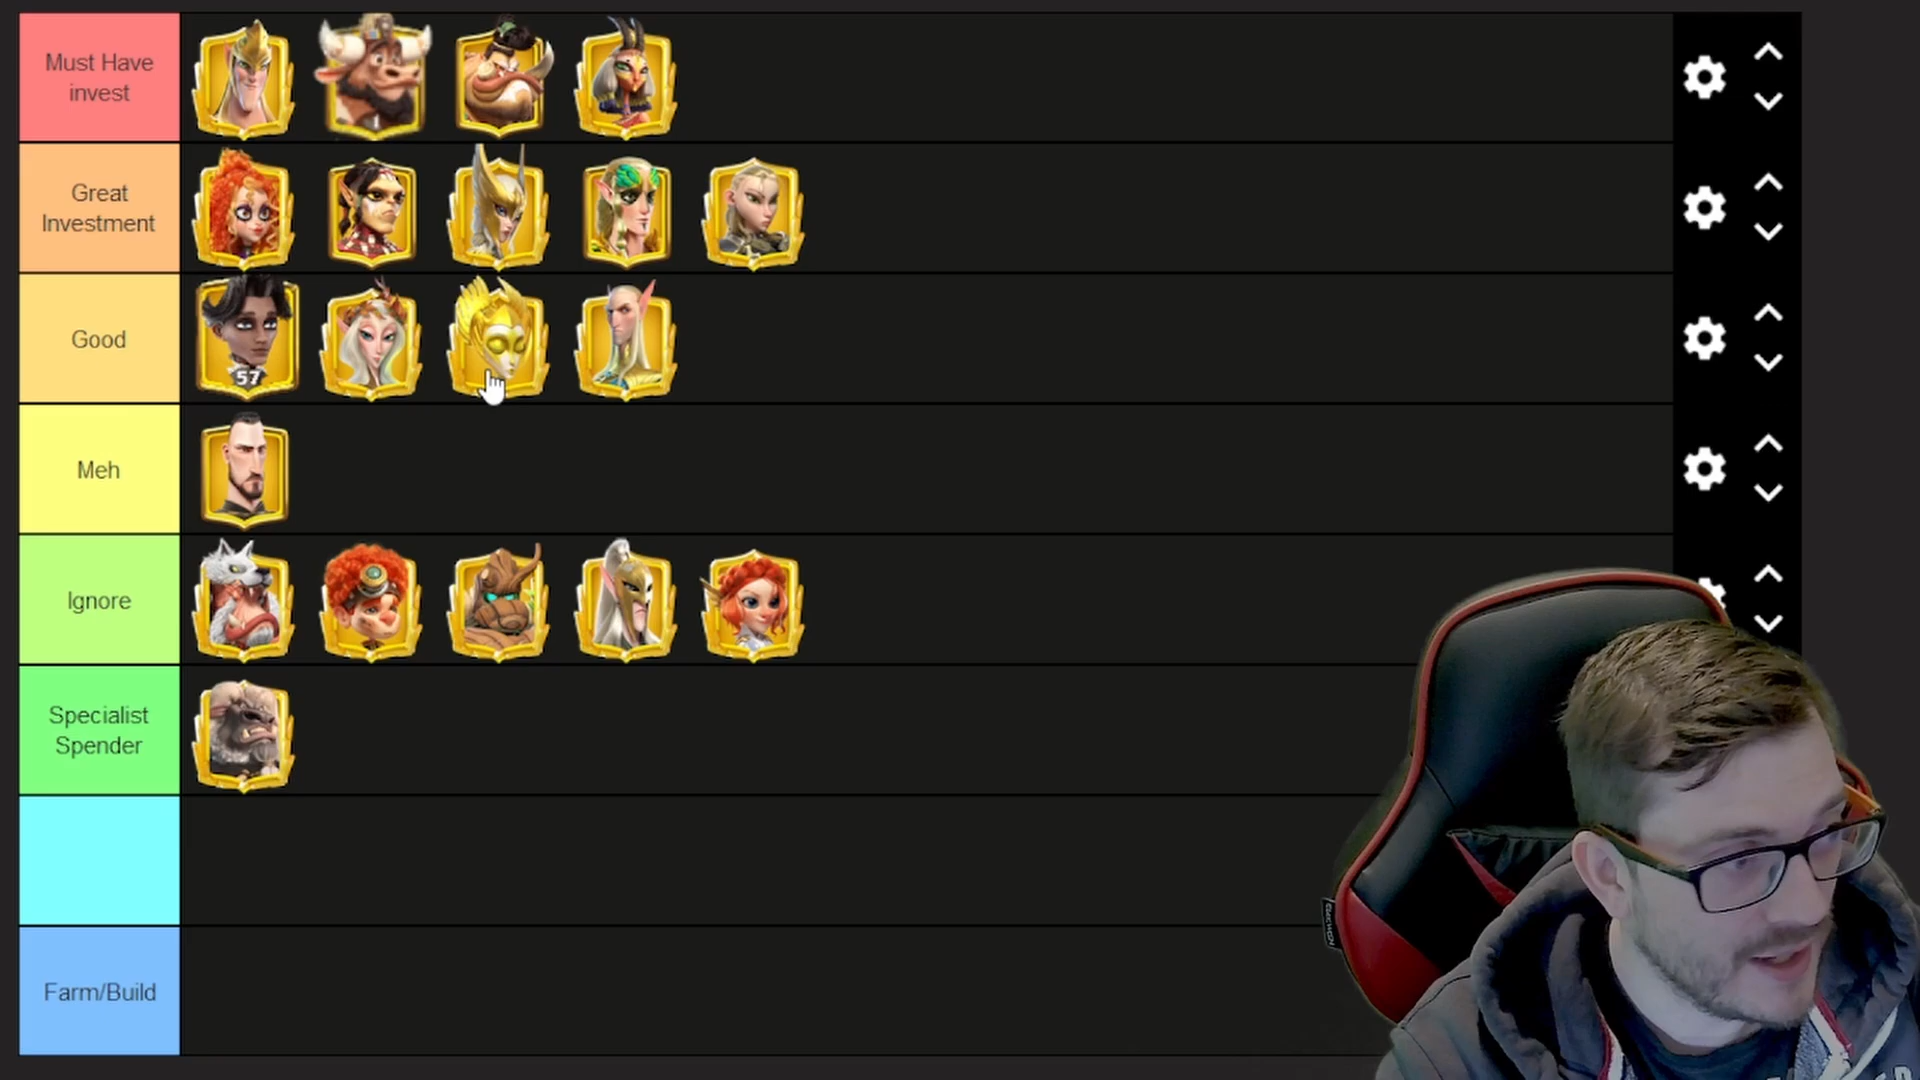 Must Have
invest
Great
Investment
Good
57
Meh
Ignore
Specialist
Spender
Farm/Build